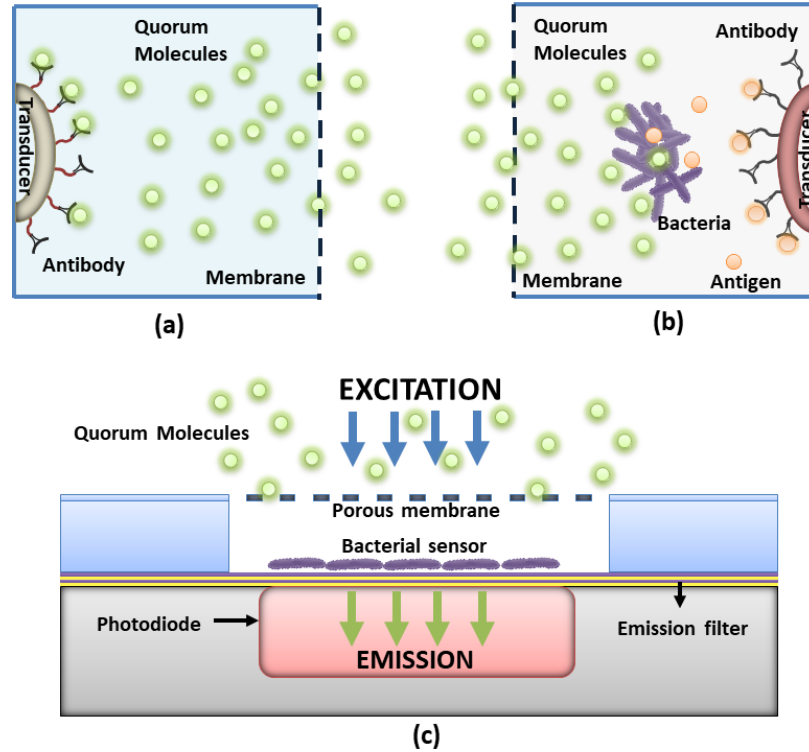 Quorum
Molecules
Transducer
Antibody
Membrane
(a)
Quorum
Molecules
Antibody
Transducer
Bacteria
Membrane
Antigen
(b)
EXCITATION
Quorum Molecules
Porous membrane
Bacterial sensor
Photodiode
EMISSION
Emission filter
(c)